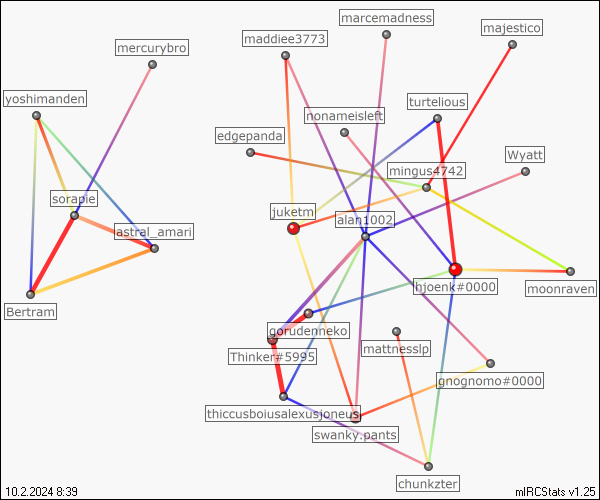 marcemadness
majestico
maddiee3773
mercurybro
yoshimanden
turtelious
nonameisleft
edgepanda
Wyatt
mingus4742
sorapie
juketm
alan1002
astral_amari
hjoenk#0000
moonraven
Bertram
gorudenneko
mattnesslp
Thinker#5995
gnognomo#0000
thiccusboiusalexusjoneus
swanky.pants
chunkzter
10.2.2024 8:39
mIRCStats v1.25